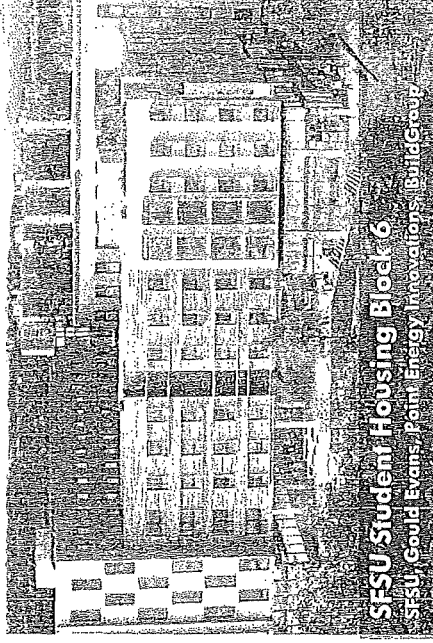 SFSU Student Housing Block 6
SFSU, Gould Evans, Point Energy Innovations, BuildGroup